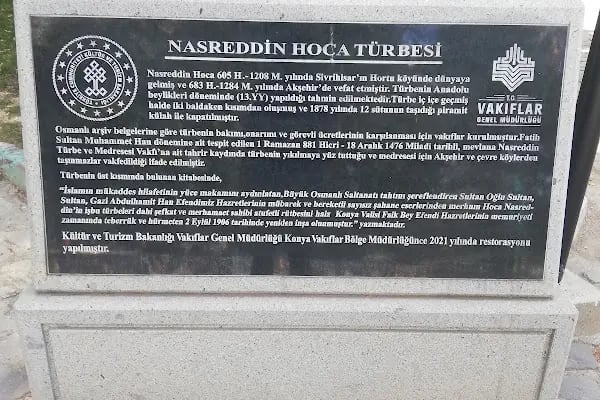 NASREDDİN HOCA TÜRBESİ
Nasreddin Hoca 605 H.-1208 M. yılında Sivrihisar'ın Hortu köyünde dünyaya
gelmiş ve 683 H.-1284 M. yılında Akşehir'de vefat etmiştir. Türbenin Anadolu
beylikleri döneminde (13.YY) yapıldığı tahmin edilmektedir.Türbe iç içe geçmiş
halde iki baldaken kısımdan oluşmuş ve 1878 yılında 12 sütunun taşıdığı piramit
külah ile kapatılmıştır.
T.C.
VAKIFLAR
GENEL MÜDÜRLÜĞÜ
Osmanlı arşiv belgelerine göre türbenin bakımı,onarımı ve görevli ücretlerinin karşılanması için vakıflar kurulmuştur.Fatih
Sultan Muhammet Han dönemine ait tespit edilen 1 Ramazan 881 Hicri - 18 Aralık 1476 Miladi tarihli, mevlana Nasreddin
Türbe ve Medresesi Vakfı'na ait tahrir kaydında türbenin yıkılmaya yüz tuttuğu ve medresesi için Akşehir ve çevre köylerden
taşınmazlar vakfedildiği ifade edilmiştir.
Türbenin üst kısmında bulunan kitabesinde,
"İslamın mükaddes hilafetinin yüce makamını aydınlatan,Büyük Osmanlı Saltanatı tahtını şereflendiren Sultan Oğlu Sultan,
Sultan, Gazi Abdulhamit Han Efendimiz Hazretlerinin mübarek ve bereketli sayısız şahane eserlerinden merhum Hoca Nasred-
din'in işbu türbeleri dahi şefkat ve merhamet sahibi atufetli rütbesini haiz Konya Valisi Faik Bey Efendi Hazretlerinin memuriyeti
zamanında teberrük ve hürmeten 2 Eylül 1906 tarihinde yeniden inşa olunmuştur." yazmaktadır.
Kültür ve Turizm Bakanlığı Vakıflar Genel Müdürlüğü Konya Vakıflar Bölge Müdürlüğünce 2021 yılında restorasyonu
yapılmıştır.